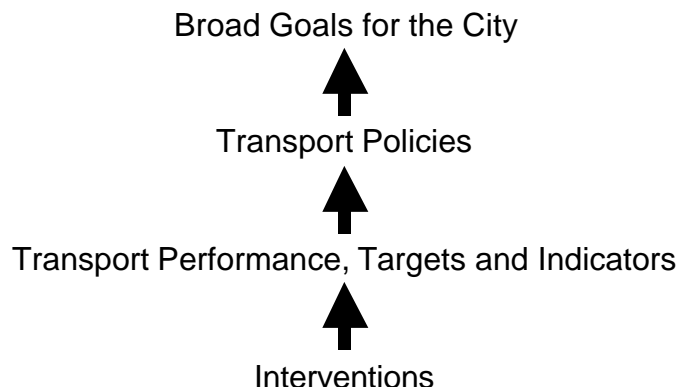 Broad Goals for the City
Transport Policies
Transport Performance, Targets and Indicators
Interventions